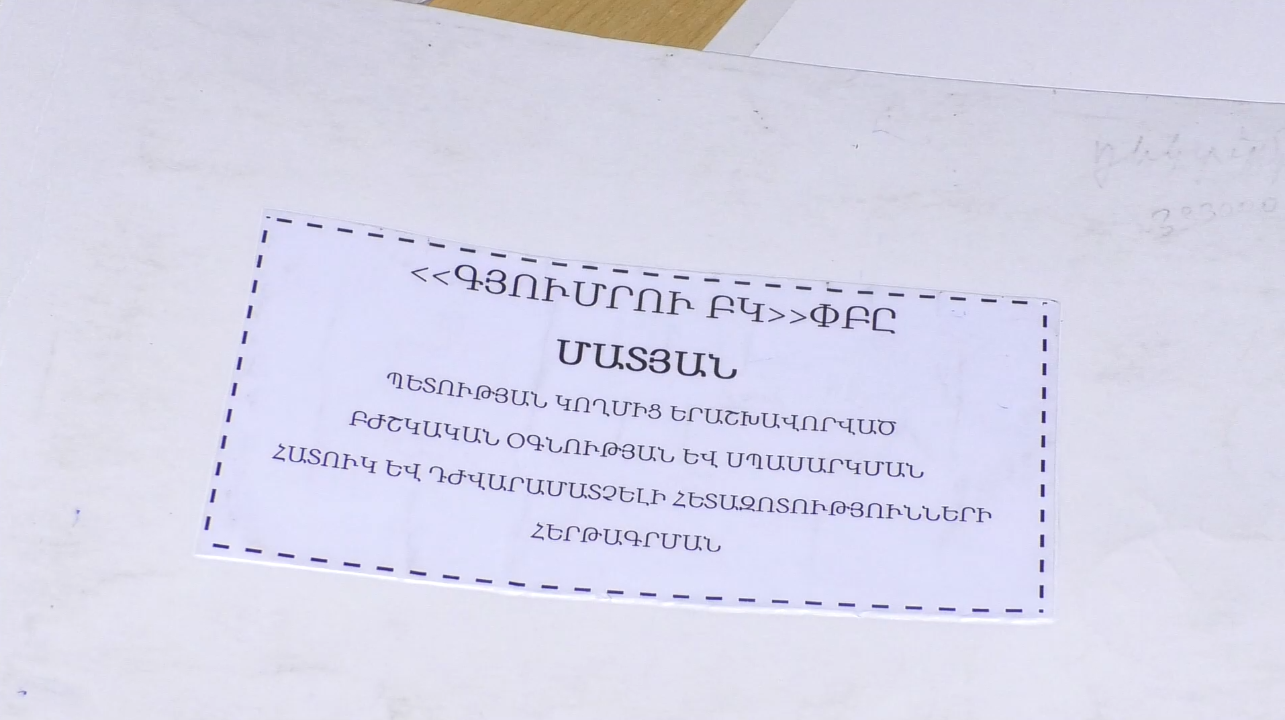 <<ԳՅՈՒՄՐՈՒ ԲԿ>>ՓԲԸ
ՄԱՏՅԱՆ
ՊԵՏՈՒԹՅԱՆ ԿՈՂՄԻՑ ԵՐԱՇԽԱՎՈՐՎԱԾ
ԲԺՇԿԱԿԱՆ ՕԳՆՈՒԹՅԱՆ ԵՎ ՍՊԱՍԱՐԿՄԱՆ
ՀԱՏՈՒԿ ԵՎ ԴԺՎԱՐԱՄԱՏՉԵԼԻ ՀԵՏԱԶՈՏՈՒԹՅՈՒՆՆԵՐԻ
ՀԵՐԹԱԳՐՄԱՆ